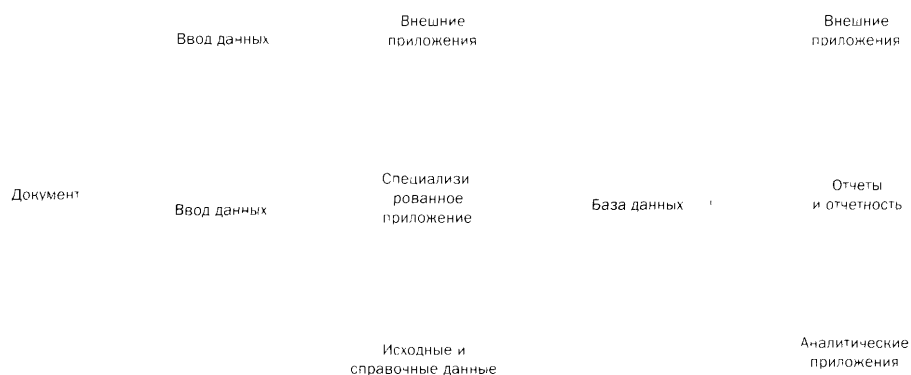 Внешние
приложения
Внешние
приложения
Ввод данных
Документ
Ввод данных
Специализи
рованное
приложение
База данных
Отчеты
и отчетность
Исходные и
справочные данные
Аналитические
приложения